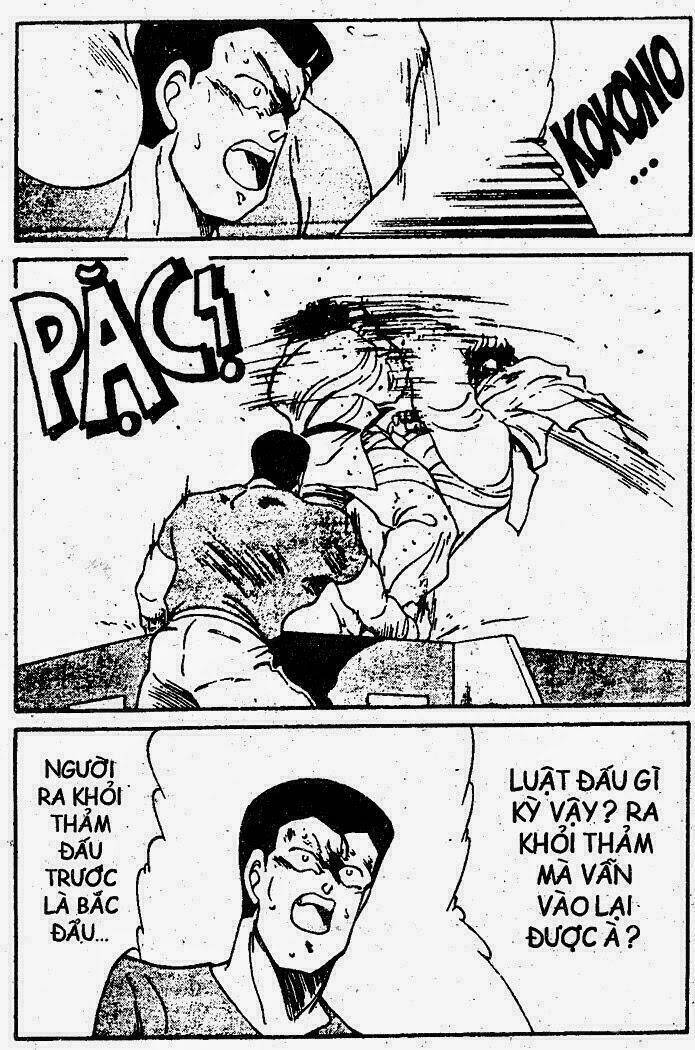 KOKONO
...
PẶC!
NGƯỜI
RA KHỎI
THẢM
ĐẤU
TRƯỚC
LÀ BẮC
ĐẨU...
LUẬT ĐẤU GÌ
KỲ VẬY? RA
KHỎI THẢM
MÀ VẪN
VÀO LẠI
ĐƯỢC À?